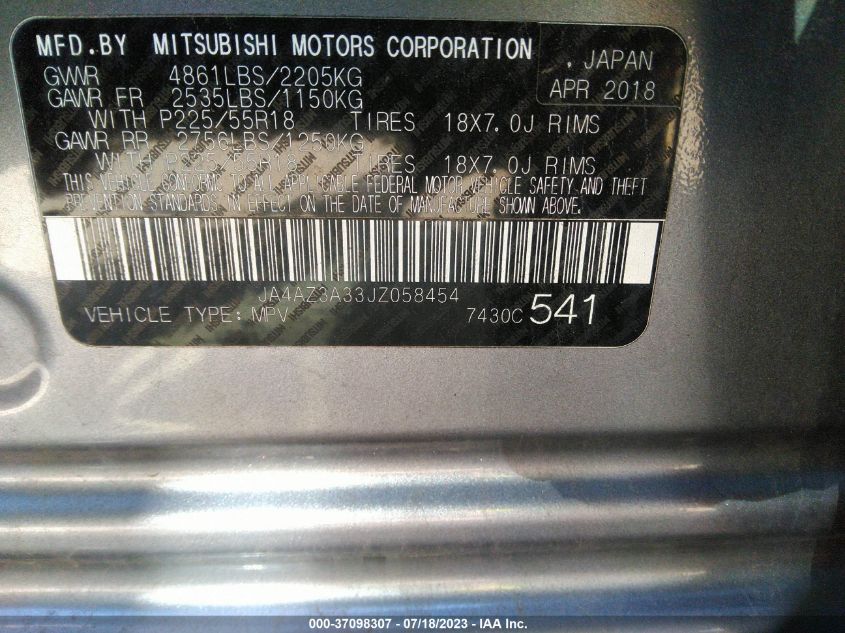 MFD.BY MITSUBISHI MOTORS CORPORATION
, JAPAN
GVWR 4861LBS/2205KG
APR 2018
GAWR FR 2535LBS/1150KG
WITH P225/55R18 TIRES 18X7.0J RIMS
GAWR RR 2756LBS/1250KG
WITH P225/55R18 TIRES 18X7.0J RIMS
THIS VEHICLE CONFORMS TO ALL APPLICABLE FEDERAL MOTOR VEHICLE SAFETY AND THEFT
PREVENTION STANDARDS IN EFFECT ON THE DATE OF MANUFACTURE SHOWN ABOVE.
JA4AZ3A33JZ058454
VEHICLE TYPE: MPV 7430C 541
000-37098307 - 07/18/2023 - IAA Inc.